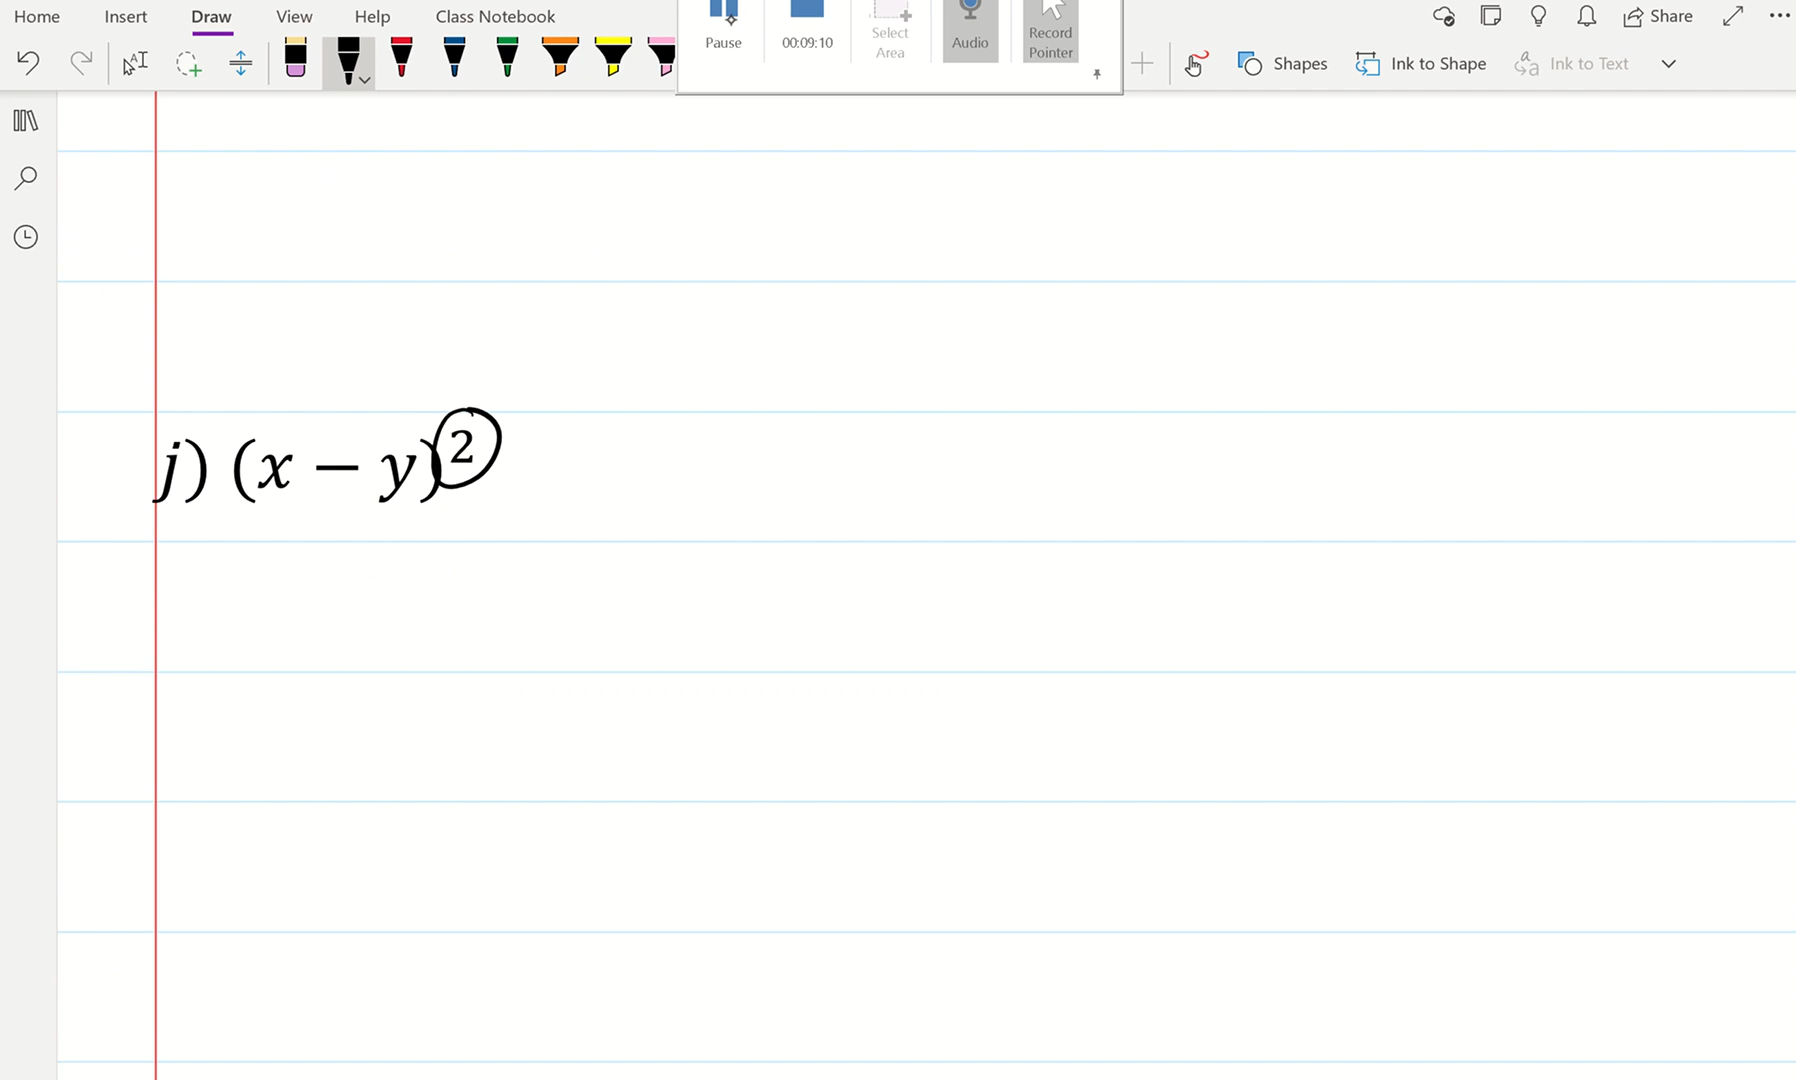 Home Insert Draw View Help Class Notebook Share
Pause 00:09:10 Select Area Audio Record Pointer
Shapes Ink to Shape Ink to Text
j) (x − y)²